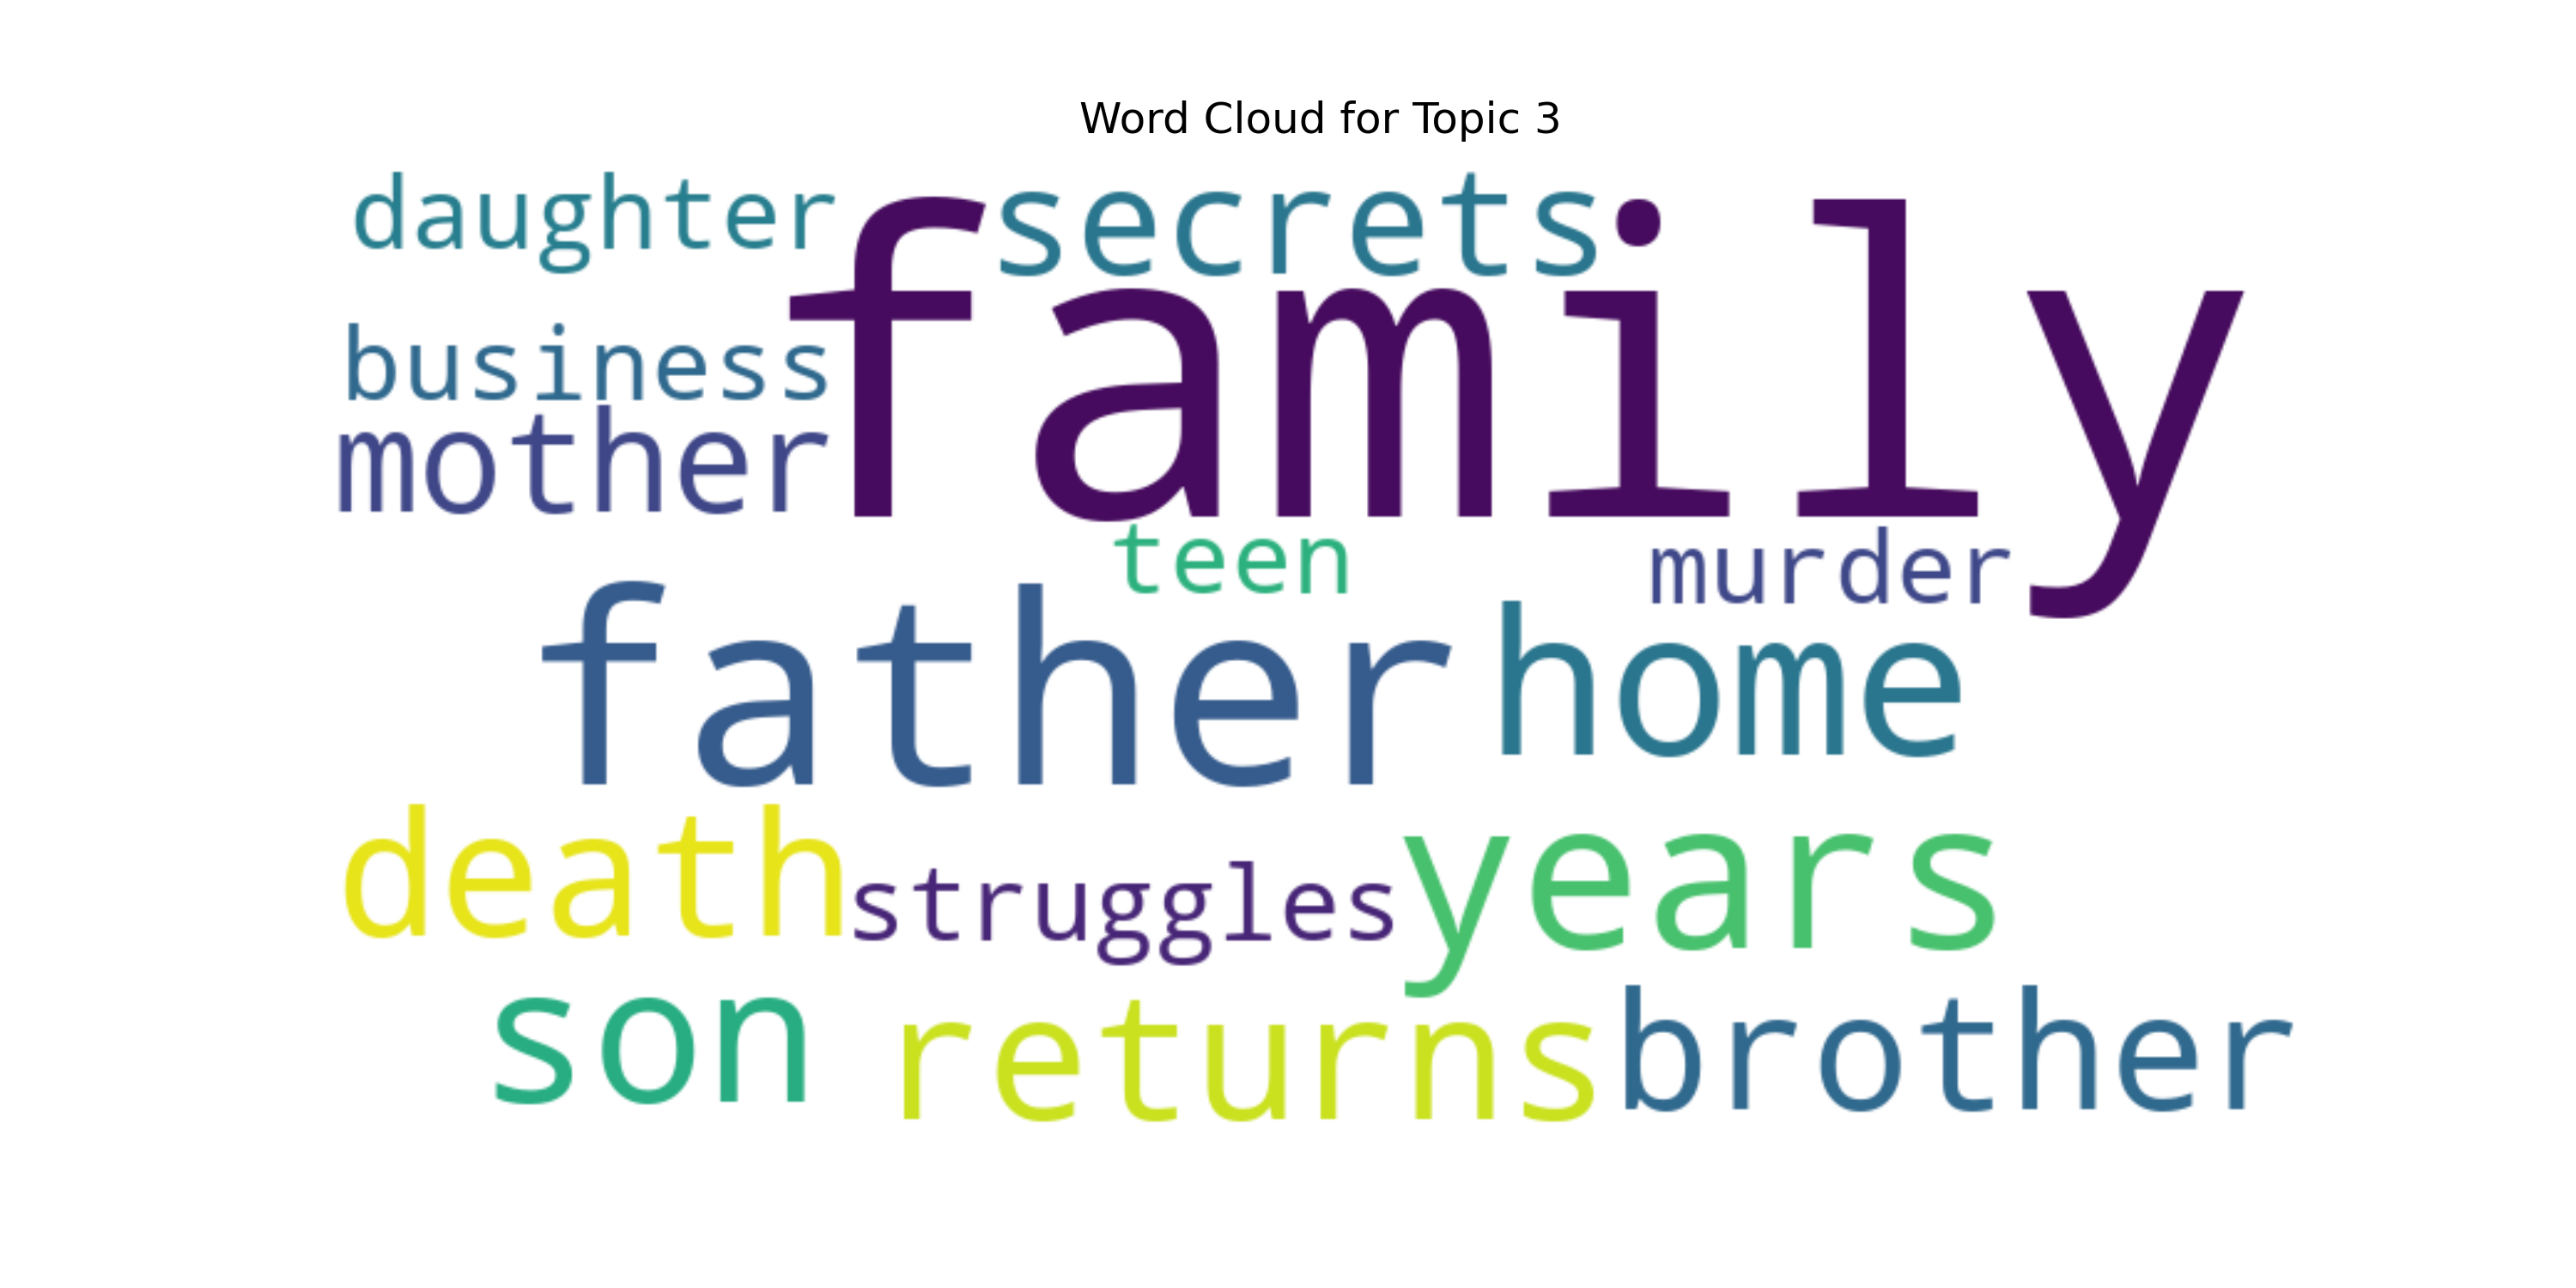 Word Cloud for Topic 3
daughter
secrets
family
business
mother
teen
murder
father
home
death
struggles
years
son
returns
brother